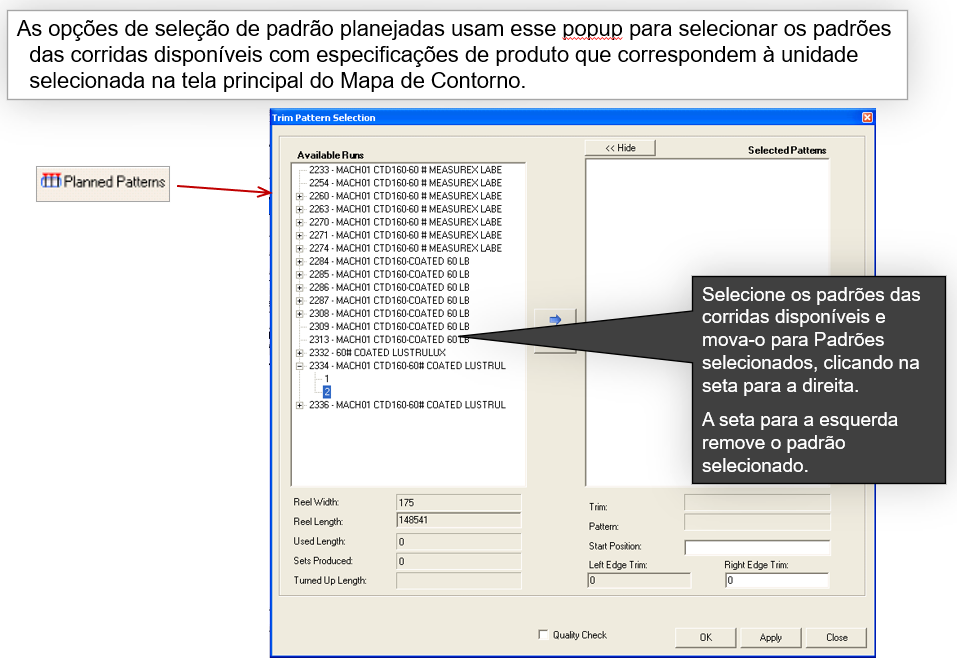 As opções de seleção de padrão planejadas usam esse popup para selecionar os padrões
das corridas disponíveis com especificações de produto que correspondem à unidade
selecionada na tela principal do Mapa de Contorno.
Planned Patterns
Trim Pattern Selection
Available Runs
<< Hide
Selected Patterns
2233 - MACH01 CTD160-60 # MEASUREX LABE
2254 - MACH01 CTD160-60 # MEASUREX LABE
2260 - MACH01 CTD160-60 # MEASUREX LABE
2263 - MACH01 CTD160-60 # MEASUREX LABE
2270 - MACH01 CTD160-60 # MEASUREX LABE
2271 - MACH01 CTD160-60 # MEASUREX LABE
2274 - MACH01 CTD160-60 # MEASUREX LABE
2284 - MACH01 CTD160-COATED 60 LB
2285 - MACH01 CTD160-COATED 60 LB
2286 - MACH01 CTD160-COATED 60 LB
2287 - MACH01 CTD160-COATED 60 LB
2308 - MACH01 CTD160-COATED 60 LB
2309 - MACH01 CTD160-COATED 60 LB
2313 - MACH01 CTD160-COATED 60 LB
2332 - 60# COATED LUSTRULUX
2334 - MACH01 CTD160-60# COATED LUSTRUL
1
2
2336 - MACH01 CTD160-60# COATED LUSTRUL
Selecione os padrões das
corridas disponíveis e
mova-o para Padrões
selecionados, clicando na
seta para a direita.
A seta para a esquerda
remove o padrão
selecionado.
Reel Width: 175
Reel Length: 148541
Used Length: 0
Sets Produced: 0
Turned Up Length:
Trim:
Pattern:
Start Position:
Left Edge Trim: Right Edge Trim:
0 0
Quality Check
OK Apply Close